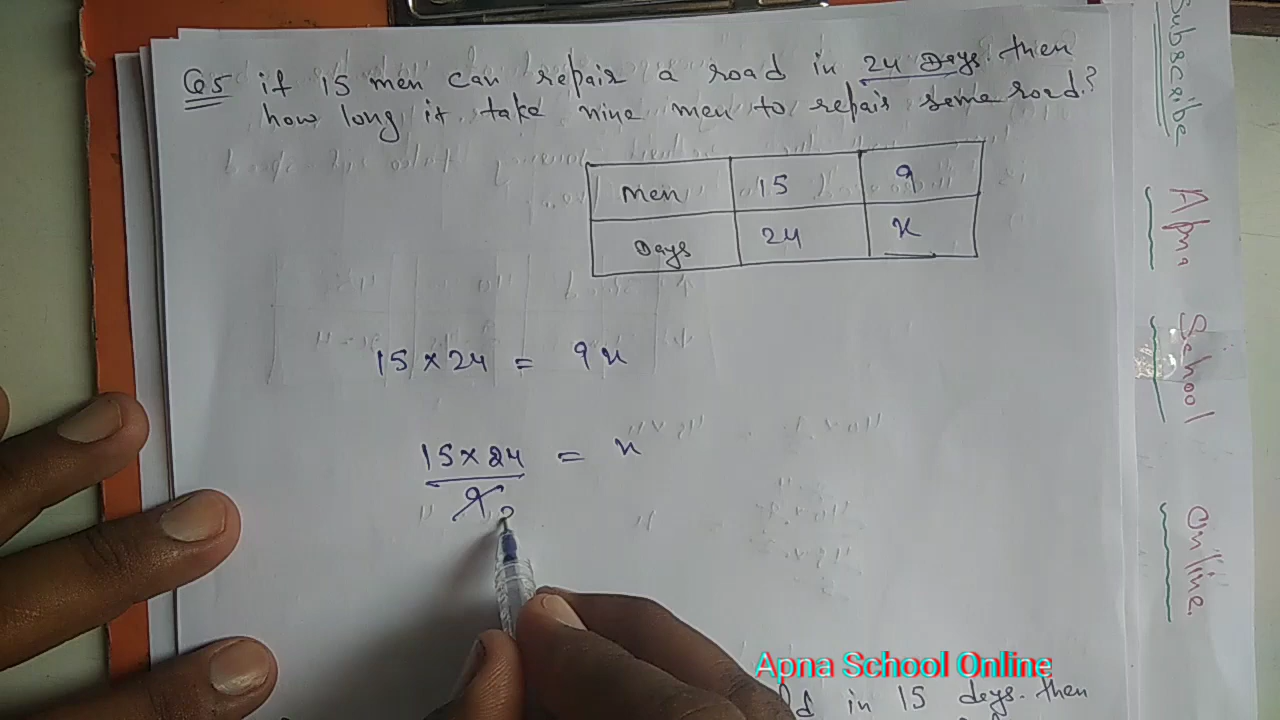 Q5 if 15 men can repair a road in 24 Days. then
how long it take nine men to repair same road.?
Men 15 9
Days 24 x
15 × 24 = 9x
15 × 24 = x
9
in 15 days. then
Subscribe Apna School Online.
Apna School Online